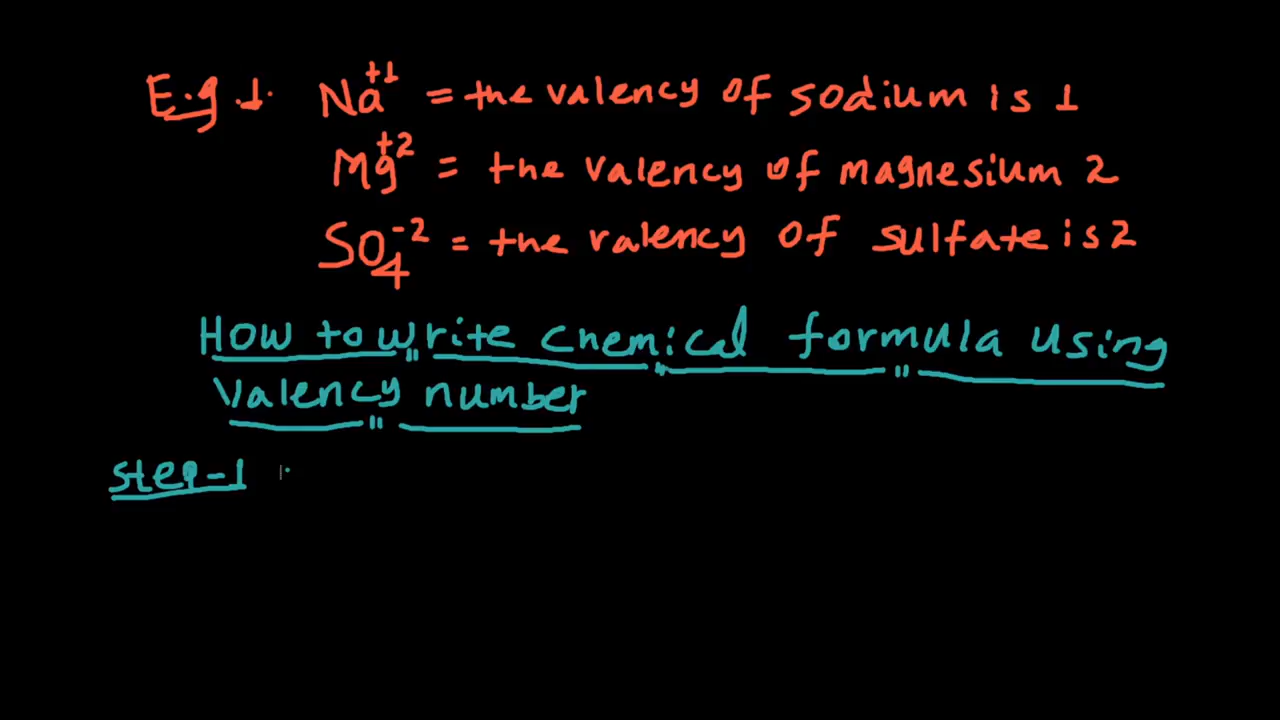 E.g 1. Na⁺¹ = the valency of sodium is 1
Mg⁺² = the valency of magnesium 2
SO₄⁻² = the valency of sulfate is 2
How to write chemical formula using
valency number
step-1